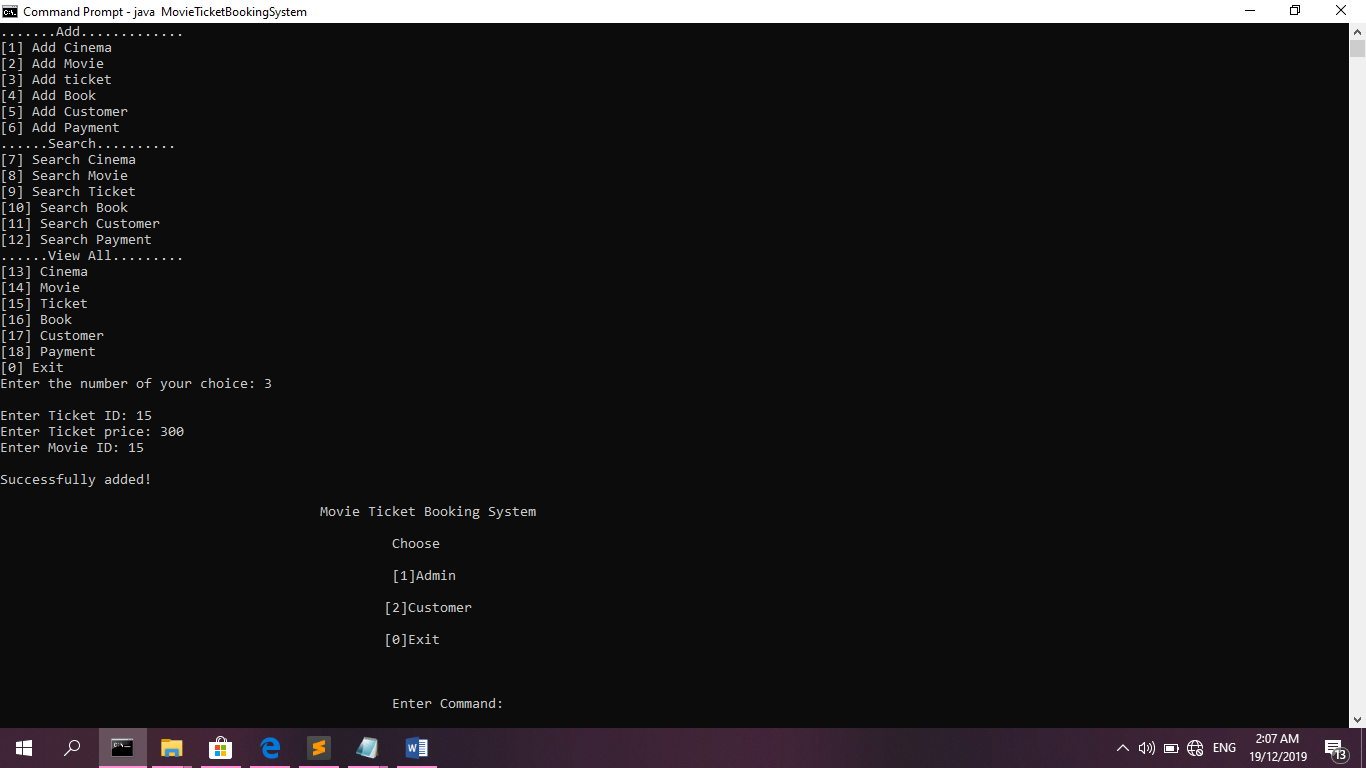 Command Prompt - java  MovieTicketBookingSystem
.......Add.............
[1] Add Cinema
[2] Add Movie
[3] Add ticket
[4] Add Book
[5] Add Customer
[6] Add Payment
......Search..........
[7] Search Cinema
[8] Search Movie
[9] Search Ticket
[10] Search Book
[11] Search Customer
[12] Search Payment
......View All.........
[13] Cinema
[14] Movie
[15] Ticket
[16] Book
[17] Customer
[18] Payment
[0] Exit
Enter the number of your choice: 3
Enter Ticket ID: 15
Enter Ticket price: 300
Enter Movie ID: 15
Successfully added!
Movie Ticket Booking System
Choose
[1]Admin
[2]Customer
[0]Exit
Enter Command:
ENG
2:07 AM
19/12/2019
13